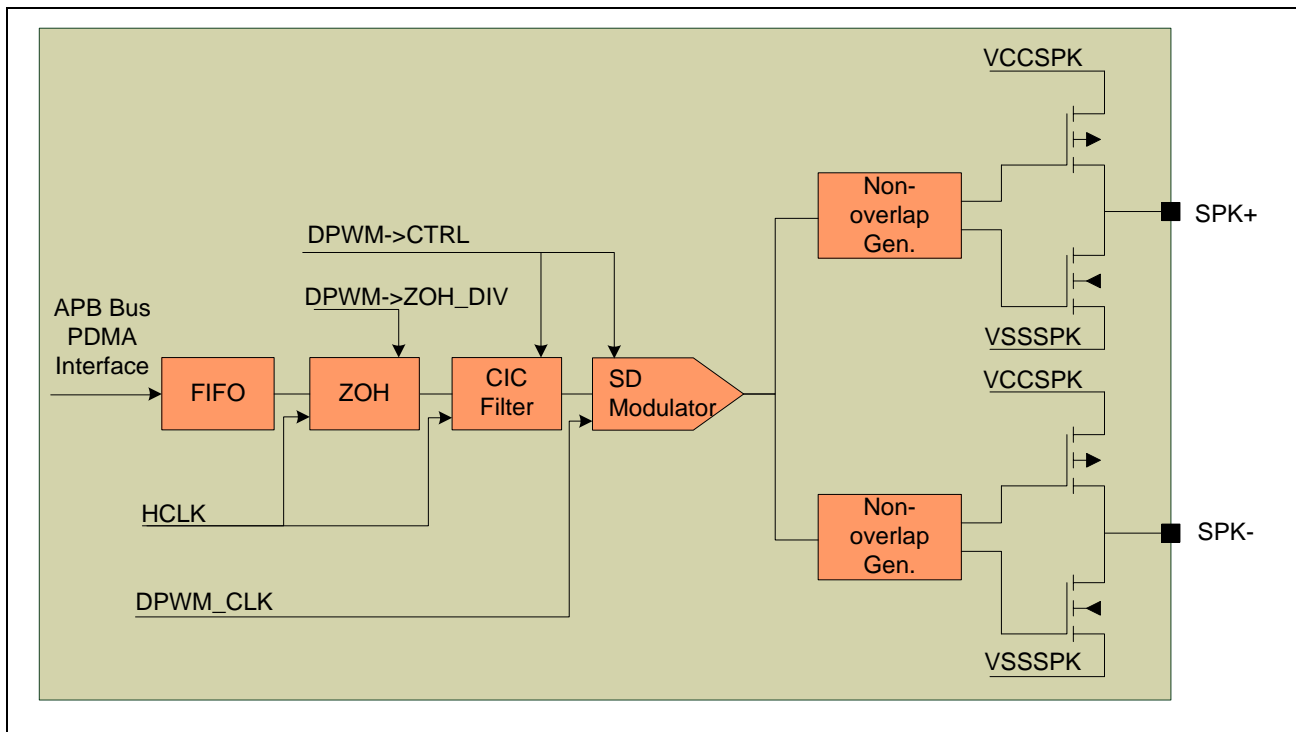 VCCSPK
Non-
overlap
Gen.
SPK+
DPWM->CTRL
DPWM->ZOH_DIV
APB Bus
PDMA
Interface
VSSSPK
FIFO
ZOH
CIC
Filter
SD
Modulator
VCCSPK
HCLK
Non-
overlap
Gen.
SPK-
DPWM_CLK
VSSSPK